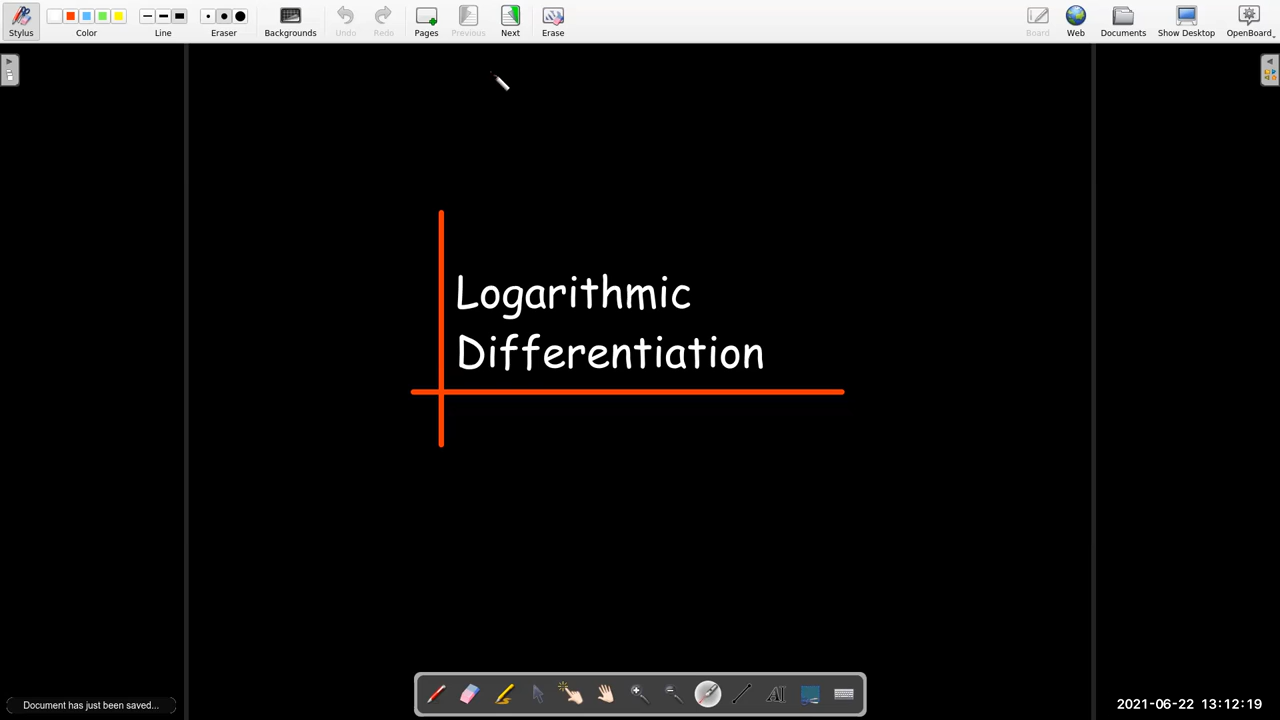 Stylus
Color
Line
Eraser
Backgrounds
Undo
Redo
Pages
Previous
Next
Erase
Board
Web
Documents
Show Desktop
OpenBoard
Logarithmic
Differentiation
AI
Document has just been saved...
2021-06-22 13:12:19